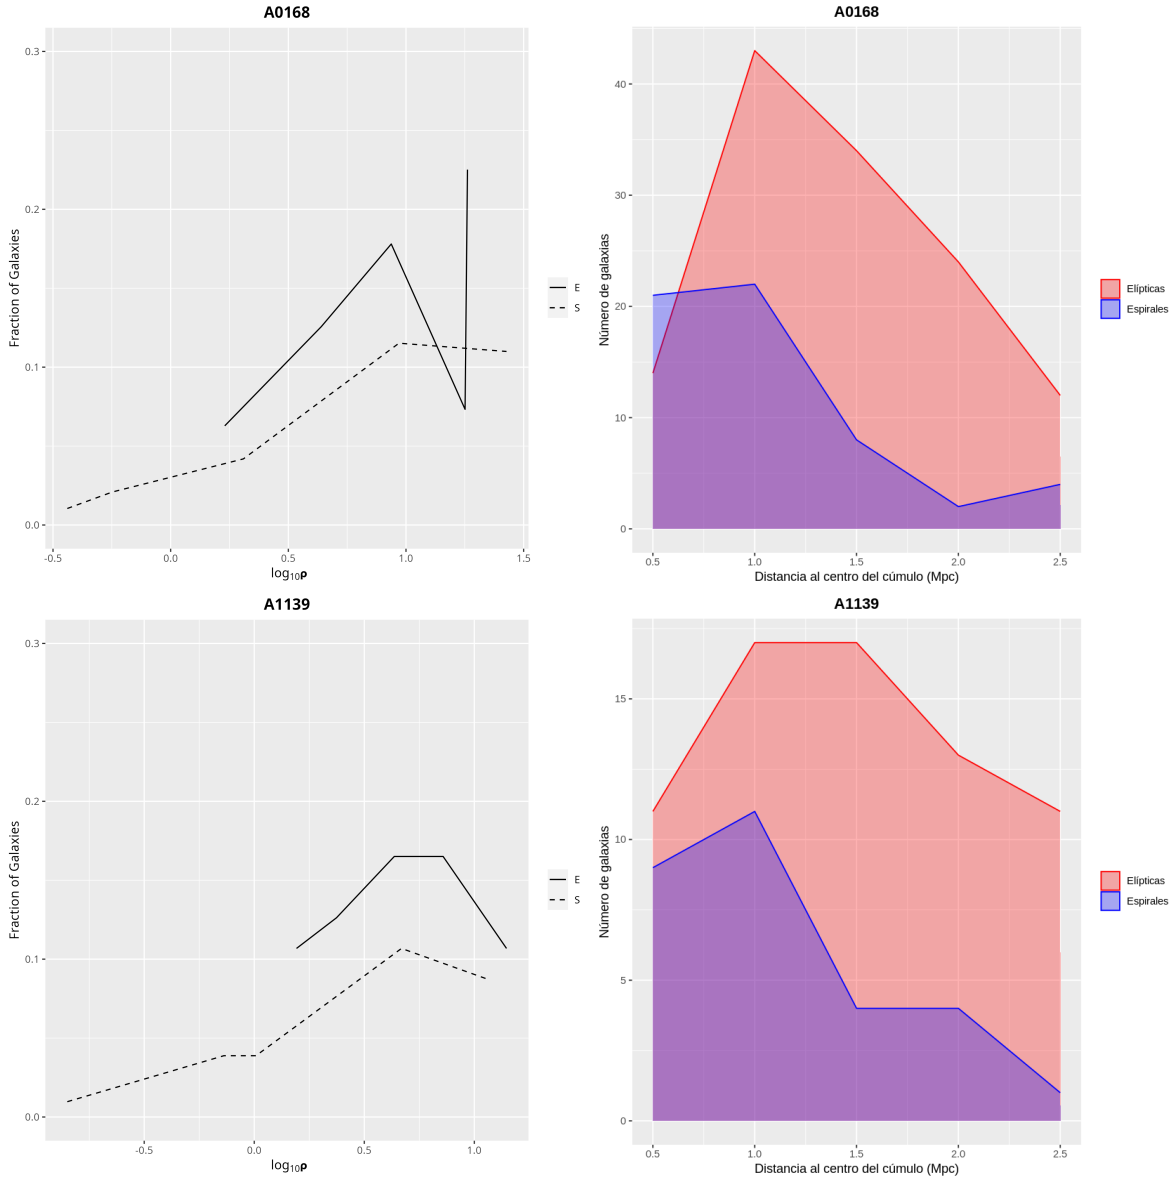 A0168
0.3
0.2
0.1
0.0
-0.5 0.0 0.5 1.0 1.5
log₁₀ρ
Fraction of Galaxies
E
S
A0168
40
30
20
10
0
0.5 1.0 1.5 2.0 2.5
Distancia al centro del cúmulo (Mpc)
Número de galaxias
Elípticas
Espirales
A1139
0.3
0.2
0.1
0.0
-0.5 0.0 0.5 1.0
log₁₀ρ
Fraction of Galaxies
E
S
A1139
15
10
5
0
0.5 1.0 1.5 2.0 2.5
Distancia al centro del cúmulo (Mpc)
Número de galaxias
Elípticas
Espirales